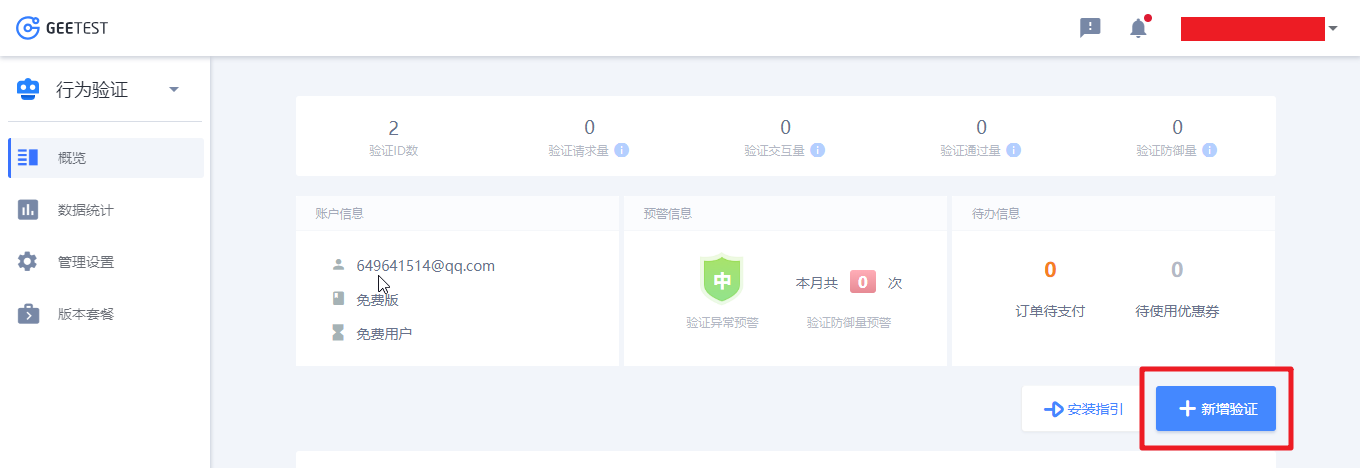 GEETEST
行为验证
概览
数据统计
管理设置
版本套餐
2
0
0
0
0
验证ID数
验证请求量
验证交互量
验证通过量
验证防御量
账户信息
649641514@qq.com
免费版
免费用户
预警信息
中
验证异常预警
本月共 0 次
验证防御量预警
待办信息
0
订单待支付
0
待使用优惠券
安装指引
新增验证